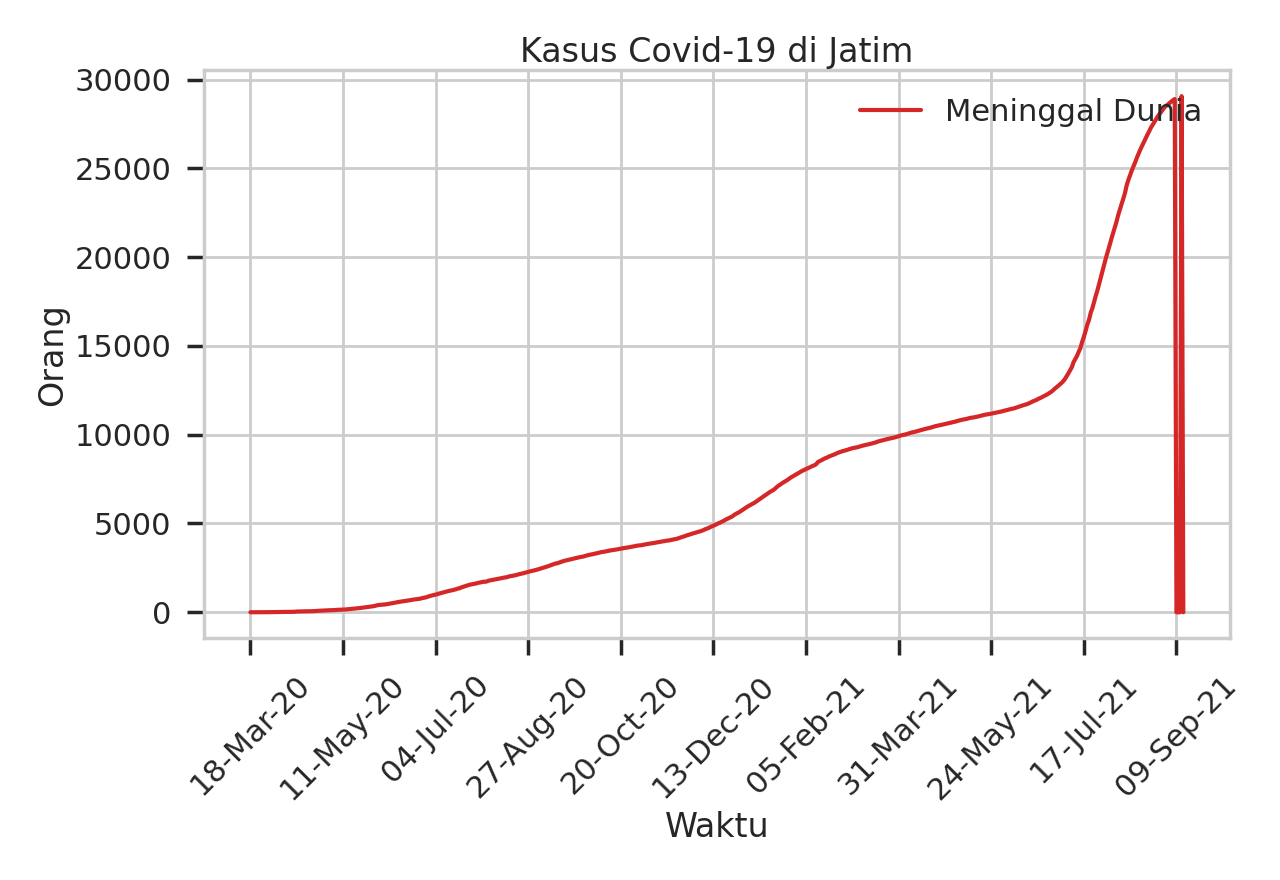 Kasus Covid-19 di Jatim
Meninggal Dunia
30000
25000
20000
15000
10000
5000
0
Orang
18-Mar-20
11-May-20
04-Jul-20
27-Aug-20
20-Oct-20
13-Dec-20
05-Feb-21
31-Mar-21
24-May-21
17-Jul-21
09-Sep-21
Waktu